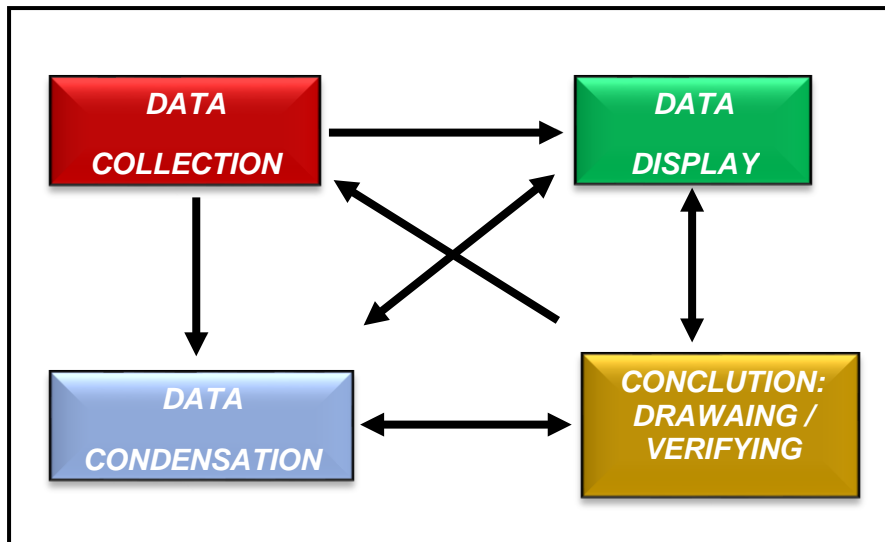 DATA
COLLECTION
DATA
DISPLAY
DATA
CONDENSATION
CONCLUTION:
DRAWAING /
VERIFYING